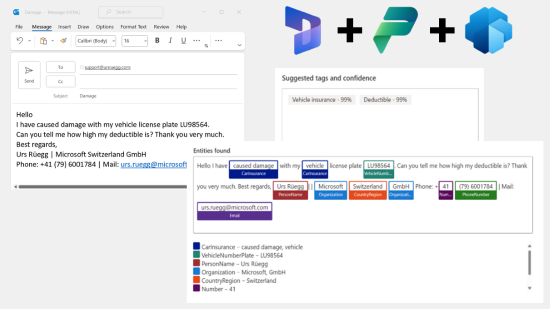 Damage - Message (HTML)
Search
File Message Insert Draw Options Format Text Review Help
Calibri (Body) 16 B I U
Send
To support@ursruegg.com
Cc
Subject Damage
Hello
I have caused damage with my vehicle license plate LU98564.
Can you tell me how high my deductible is? Thank you very much.
Best regards,
Urs Rüegg | Microsoft Switzerland GmbH
Phone: +41 (79) 6001784 | Mail: urs.ruegg@microsoft
Suggested tags and confidence
Vehicle insurance · 99% Deductible · 99%
Entities found
Hello I have caused damage with my vehicle license plate LU98564. Can you tell me how high my deductible is? Thank
CarInsurance CarInsurance VehicleNumb...
you very much. Best regards, Urs Rüegg | Microsoft Switzerland GmbH Phone: + 41 (79) 6001784 | Mail:
PersonName Organization CountryRegion Organizati... Num... PhoneNumber
urs.ruegg@microsoft.com
Email
CarInsurance – caused damage, vehicle
VehicleNumberPlate – LU98564
PersonName – Urs Rüegg
Organization – Microsoft, GmbH
CountryRegion – Switzerland
Number – 41